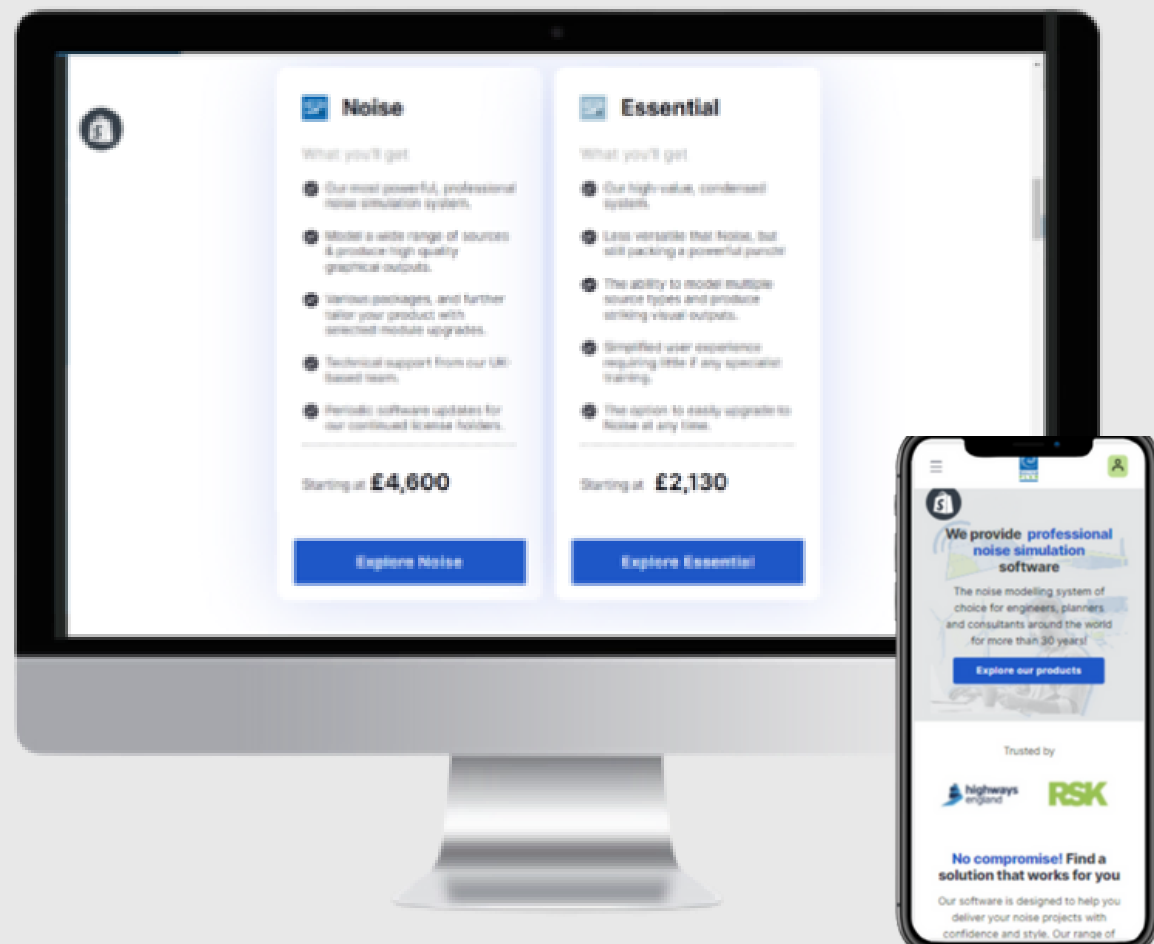 Noise
What you'll get
Our most powerful, professional
noise simulation system.
Model a wide range of sources
& produce high quality
graphical outputs.
Various packages, and further
tailor your product with
selected module upgrades.
Technical support from our UK-
based team.
Periodic software updates for
our continued license holders.
Starting at £4,600
Explore Noise
Essential
What you'll get
Our high-value, condensed
system.
Less versatile that Noise, but
still packing a powerful punch!
The ability to model multiple
source types and produce
striking visual outputs.
Simplified user experience
requiring little if any specialist
training.
The option to easily upgrade to
Noise at any time.
Starting at £2,130
Explore Essential
We provide professional
noise simulation
software
The noise modelling system of
choice for engineers, planners
and consultants around the world
for more than 30 years!
Explore our products
Trusted by
highways
england
RSK
No compromise! Find a
solution that works for you
Our software is designed to help you
deliver your noise projects with
confidence and style. Our range of